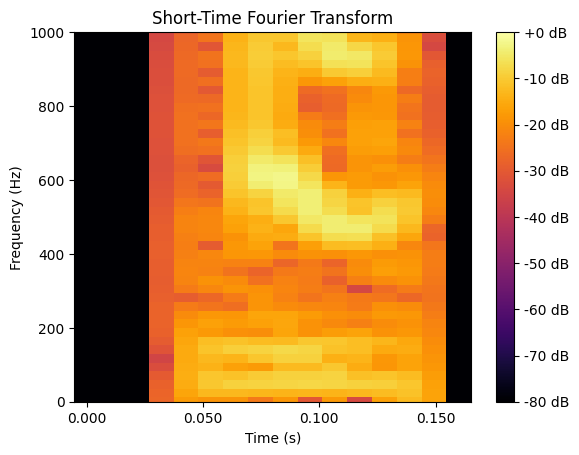 Short-Time Fourier Transform
1000
800
600
400
200
0
Frequency (Hz)
0.000
0.050
0.100
0.150
Time (s)
+0 dB
-10 dB
-20 dB
-30 dB
-40 dB
-50 dB
-60 dB
-70 dB
-80 dB